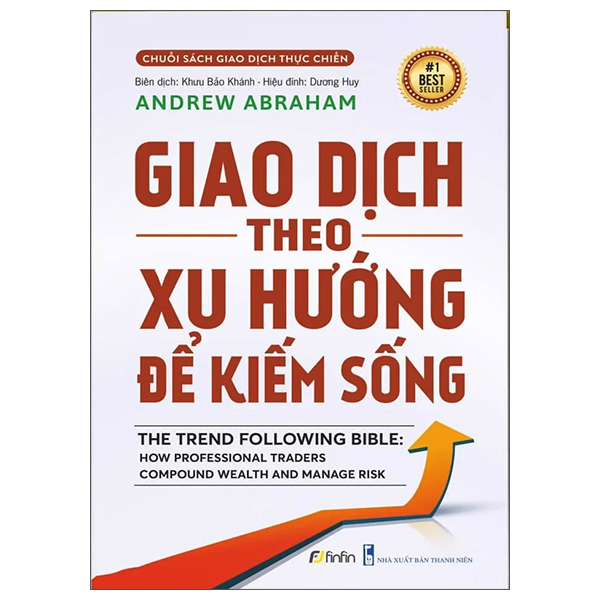 CHUỖI SÁCH GIAO DỊCH THỰC CHIẾN
Biên dịch: Khưu Bảo Khánh - Hiệu đính: Dương Huy
ANDREW ABRAHAM
#1
BEST
SELLER
GIAO DỊCH
THEO
XU HƯỚNG
ĐỂ KIẾM SỐNG
THE TREND FOLLOWING BIBLE:
HOW PROFESSIONAL TRADERS
COMPOUND WEALTH AND MANAGE RISK
finfin
NHÀ XUẤT BẢN THANH NIÊN